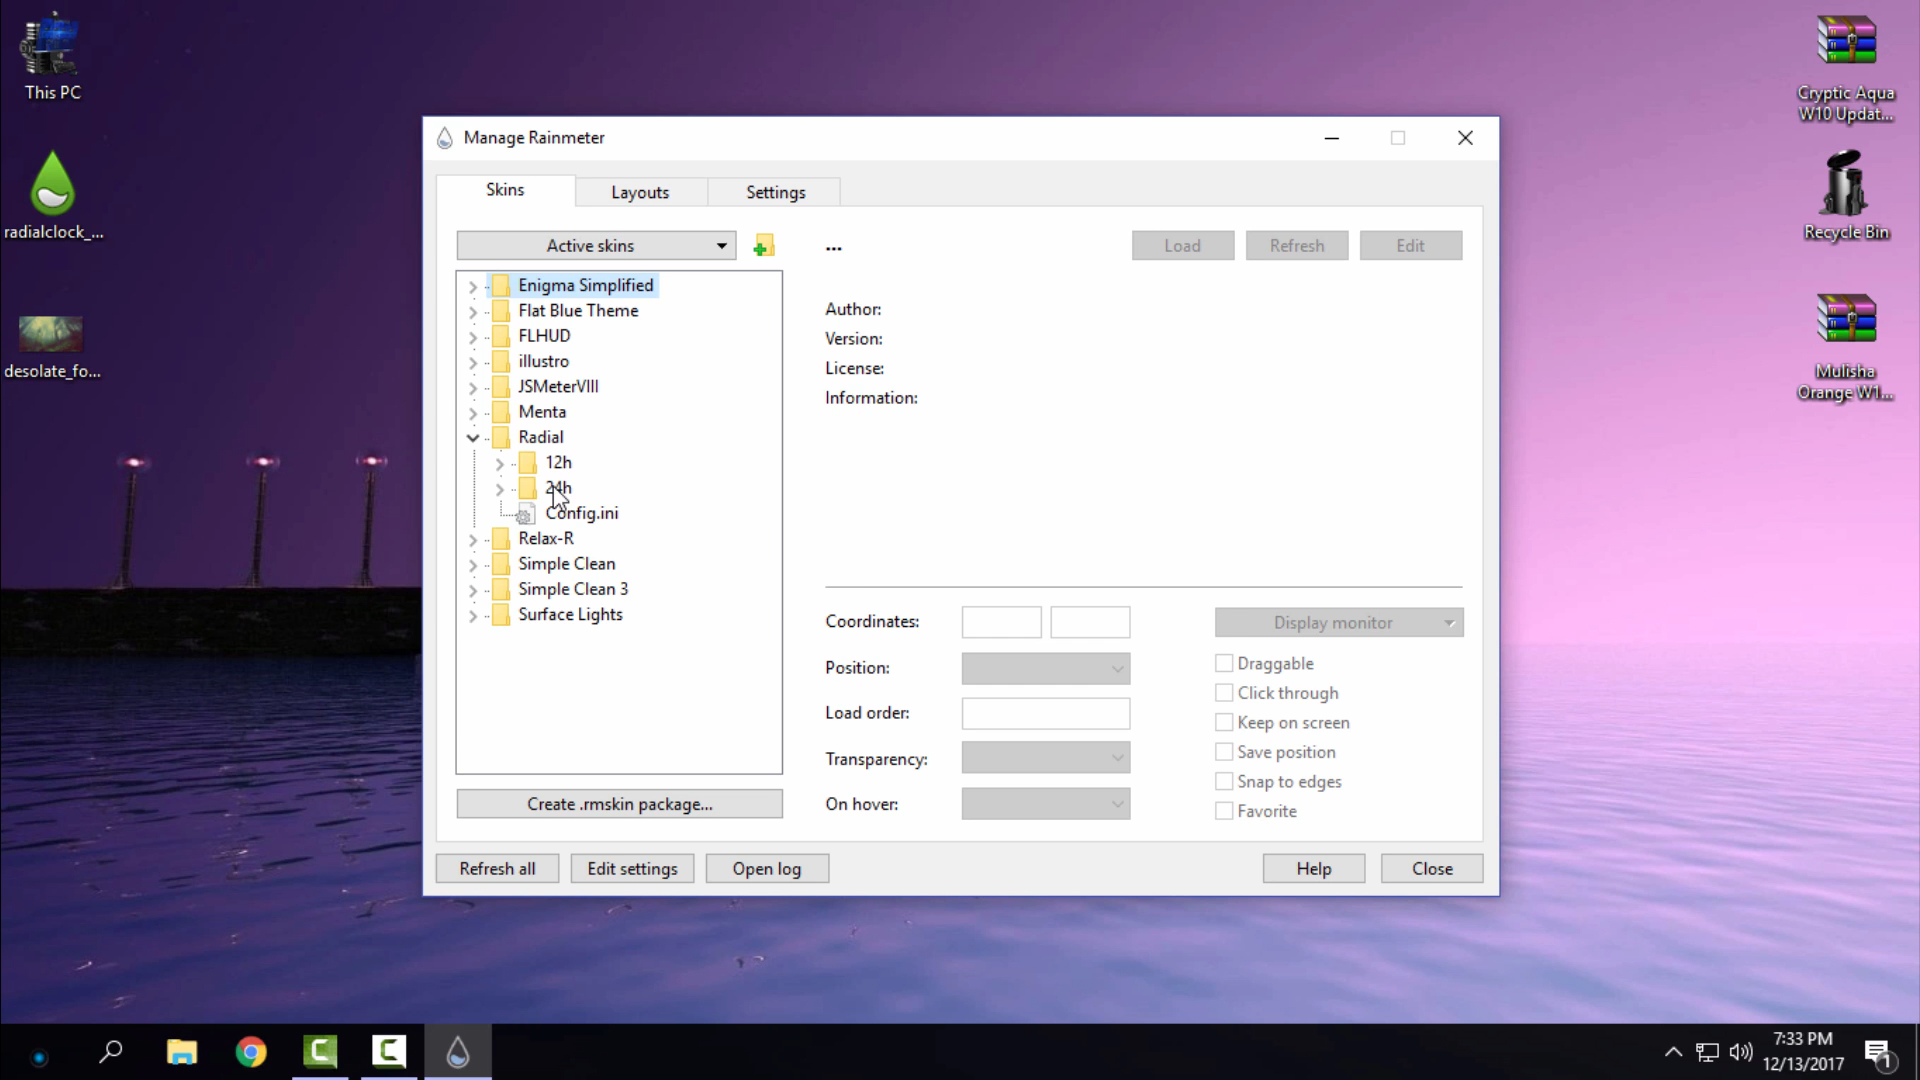 This PC
radialclock_...
desolate_fo...
Cryptic Aqua
W10 Updat...
Recycle Bin
Mulisha
Orange W1...
Manage Rainmeter
Skins
Layouts
Settings
Active skins
...
Load
Refresh
Edit
Enigma Simplified
Flat Blue Theme
FLHUD
illustro
JSMeterVIII
Menta
Radial
12h
24h
Config.ini
Relax-R
Simple Clean
Simple Clean 3
Surface Lights
Author:
Version:
License:
Information:
Coordinates:
Display monitor
Position:
Load order:
Transparency:
On hover:
Draggable
Click through
Keep on screen
Save position
Snap to edges
Favorite
Create .rmskin package...
Refresh all
Edit settings
Open log
Help
Close
7:33 PM
12/13/2017
1